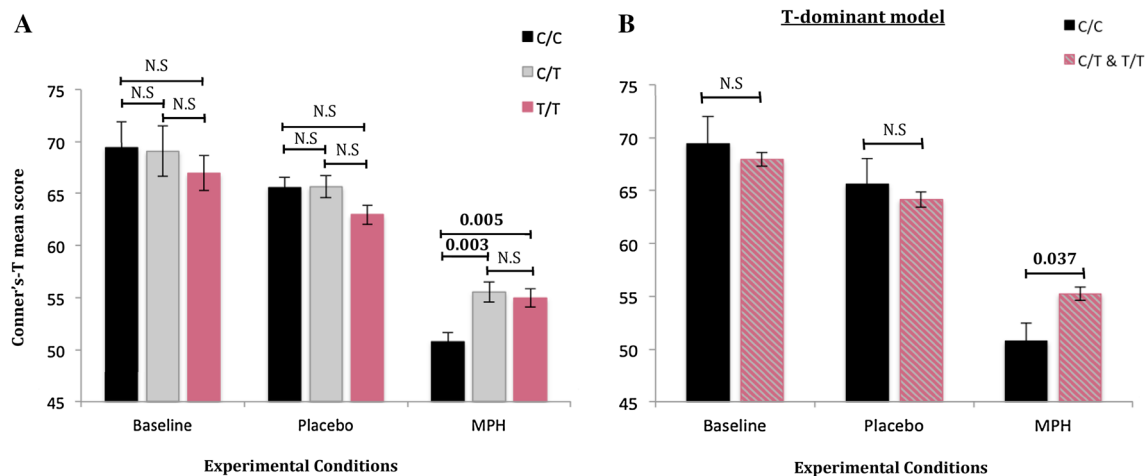 A
C/C
C/T
T/T
N.S
N.S
N.S
N.S
N.S
N.S
0.005
0.003
N.S
75
70
65
60
55
50
45
Conner's-T mean score
Baseline
Placebo
MPH
Experimental Conditions
B
T-dominant model
C/C
C/T & T/T
N.S
N.S
0.037
75
70
65
60
55
50
45
Baseline
Placebo
MPH
Experimental Conditions